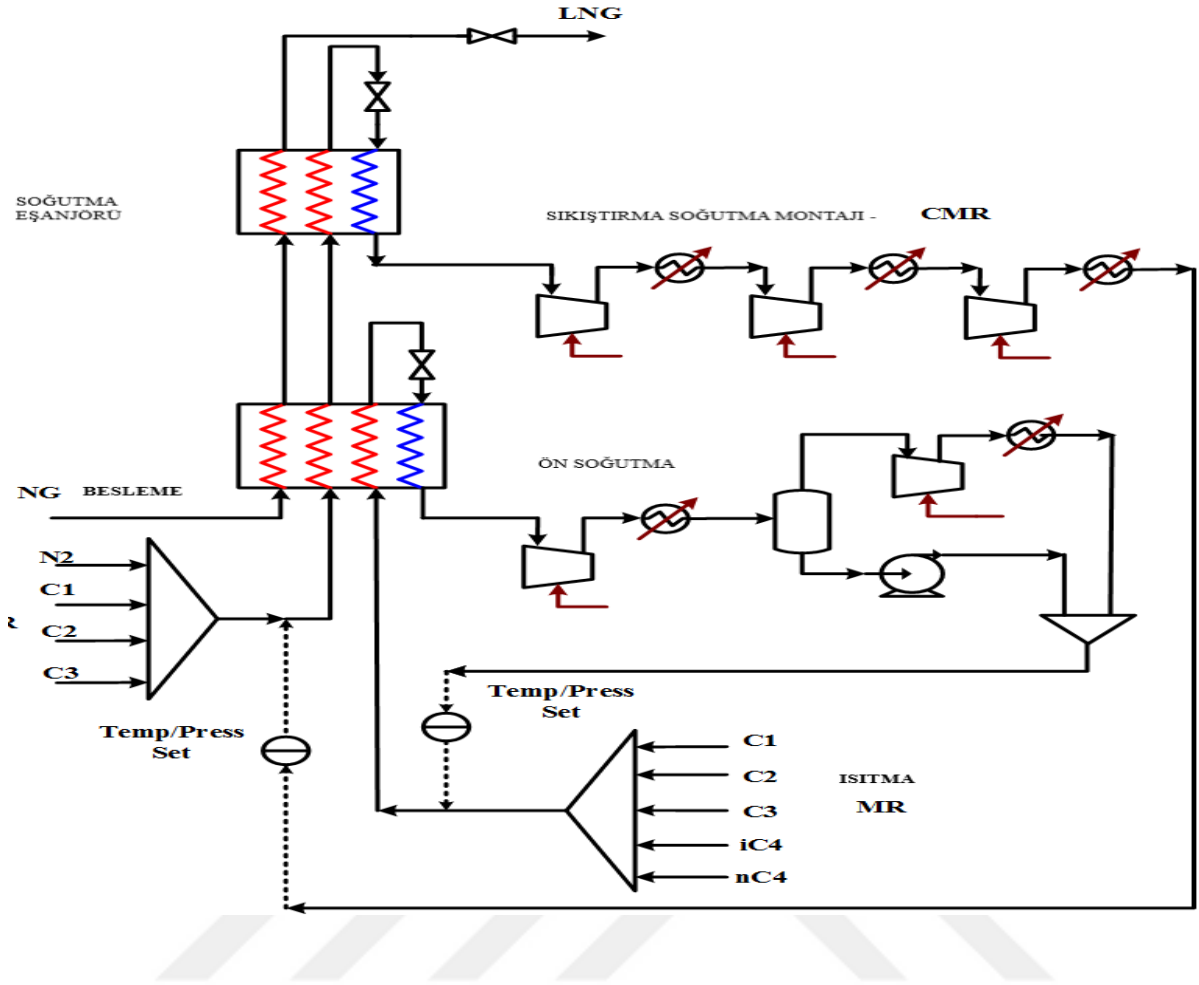 LNG
SOĞUTMA
EŞANJÖRÜ
SIKIŞTIRMA SOĞUTMA MONTAJI - CMR
ÖN SOĞUTMA
NG BESLEME
N2
C1
C2
C3
Temp/Press
Set
Temp/Press
Set
C1
C2
C3
iC4
nC4
ISITMA
MR